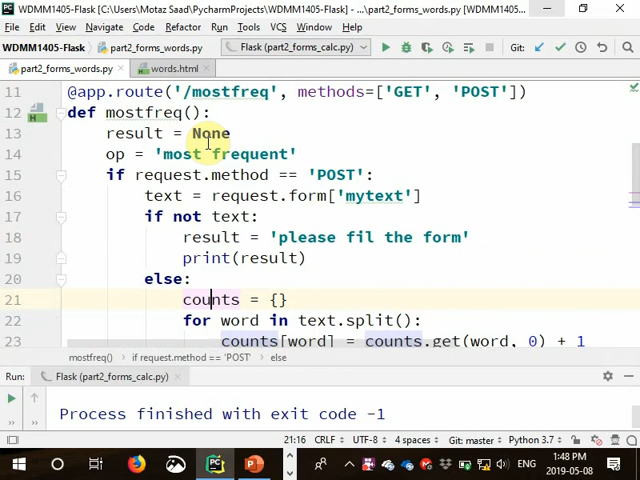 WDMM1405-Flask [C:\Users\Motaz Saad\PycharmProjects\WDMM1405-Flask] - ...\part2_forms_words.py
File Edit View Navigate Code Refactor Run Tools VCS Window Help
WDMM1405-Flask part2_forms_words.py Flask (part2_forms_calc.py) Git:
part2_forms_words.py words.html
11 @app.route('/mostfreq', methods=['GET', 'POST'])
12 def mostfreq():
13 result = None
14 op = 'most frequent'
15 if request.method == 'POST':
16 text = request.form['mytext']
17 if not text:
18 result = 'please fil the form'
19 print(result)
20 else:
21 counts = {}
22 for word in text.split():
23 counts[word] = counts.get(word, 0) + 1
mostfreq() if request.method == 'POST' else
Run: Flask (part2_forms_calc.py)
Process finished with exit code -1
21:16 CRLF UTF-8 4 spaces Git: master Python 3.7
ENG 1:48 PM
2019-05-08